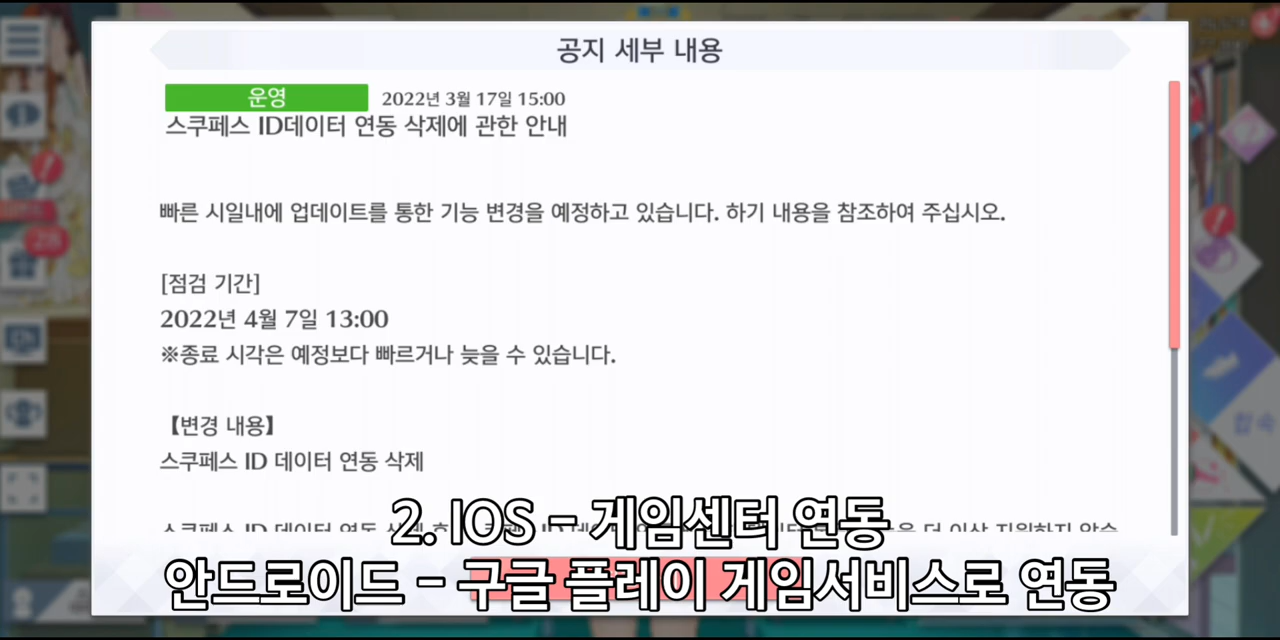 공지 세부 내용
운영 2022년 3월 17일 15:00
스쿠페스 ID데이터 연동 삭제에 관한 안내
빠른 시일내에 업데이트를 통한 기능 변경을 예정하고 있습니다. 하기 내용을 참조하여 주십시오.
[점검 기간]
2022년 4월 7일 13:00
※종료 시각은 예정보다 빠르거나 늦을 수 있습니다.
【변경 내용】
스쿠페스 ID 데이터 연동 삭제
2. IOS - 게임센터 연동
안드로이드 - 구글 플레이 게임서비스로 연동
28
접속